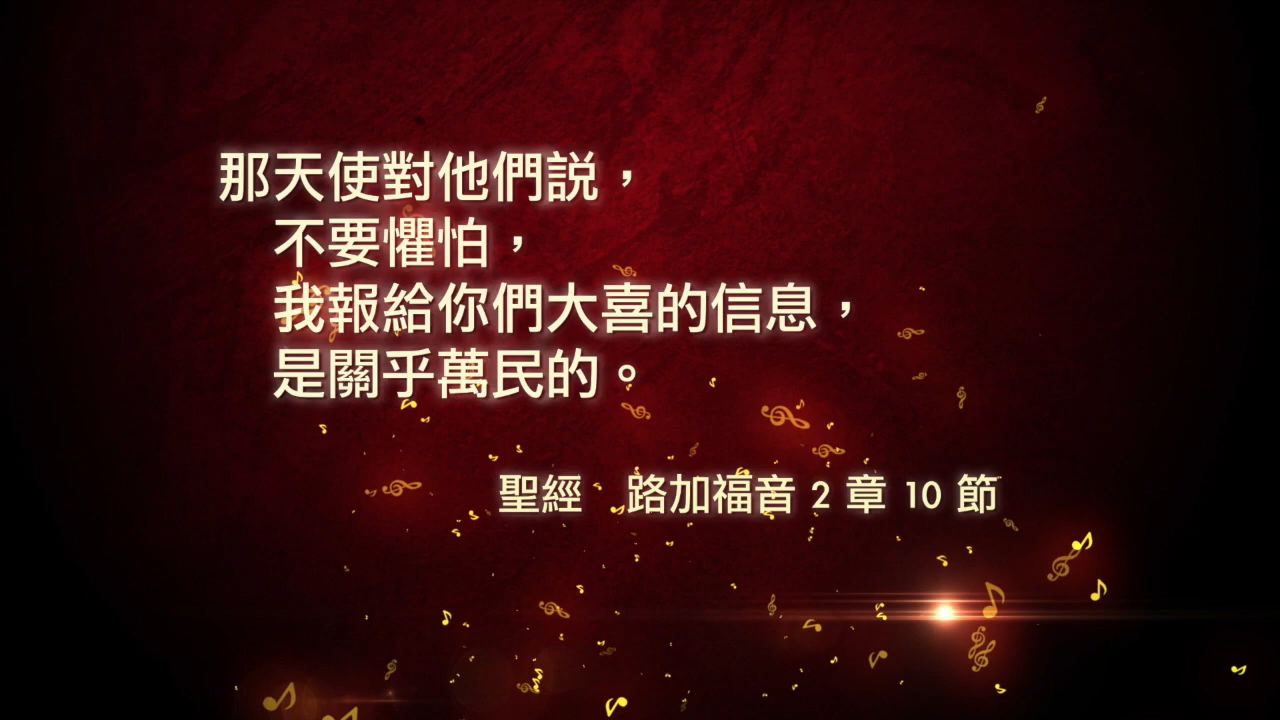 那天使對他們説，
不要懼怕，
我報給你們大喜的信息，
是關乎萬民的。
聖經　路加福音 2 章 10 節